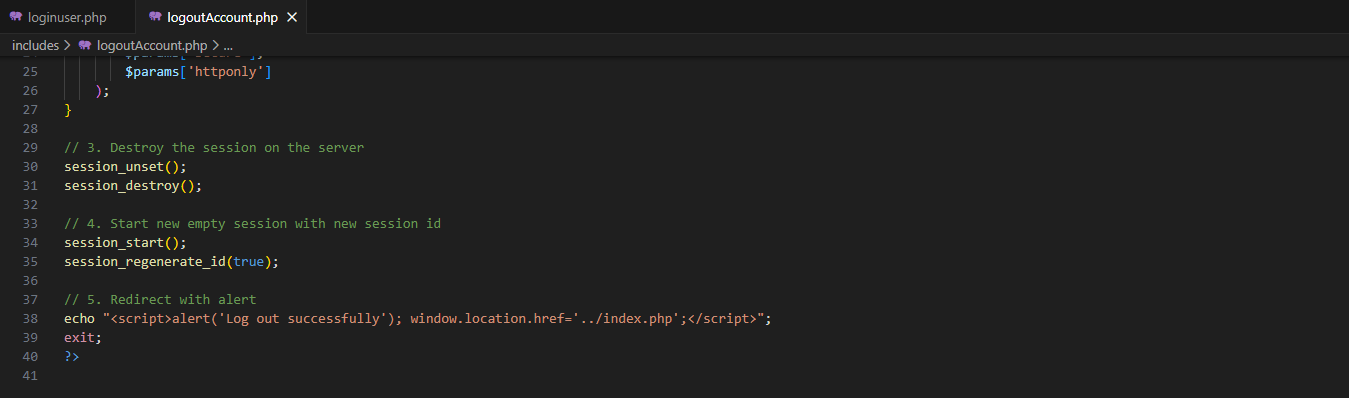 loginuser.php
logoutAccount.php
includes > logoutAccount.php > ...
25 $params['httponly']
26 );
27 }
28
29 // 3. Destroy the session on the server
30 session_unset();
31 session_destroy();
32
33 // 4. Start new empty session with new session id
34 session_start();
35 session_regenerate_id(true);
36
37 // 5. Redirect with alert
38 echo "<script>alert('Log out successfully'); window.location.href='../index.php';</script>";
39 exit;
40 ?>
41